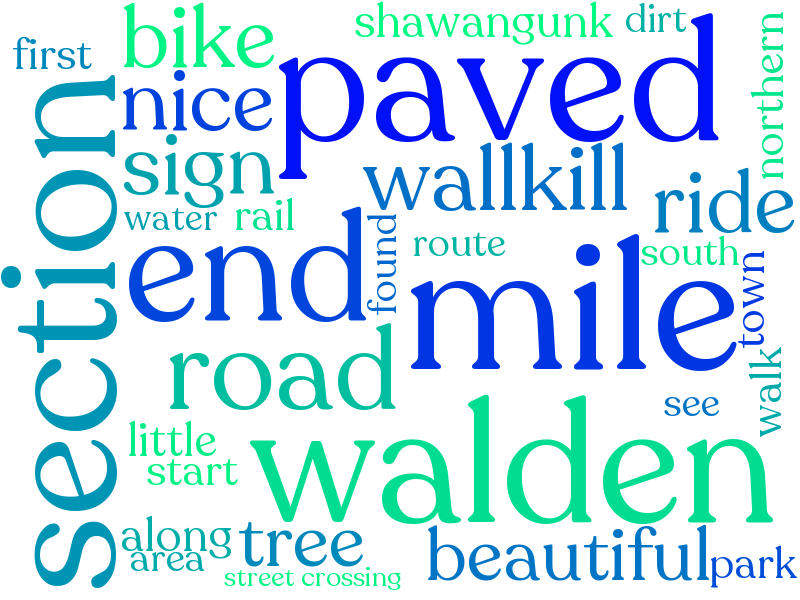 first
bike
shawangunk
dirt
northern
nice
paved
section
sign
wallkill
ride
water
rail
found
route
south
end
mile
town
road
walk
see
little
start
walden
along
area
tree
beautiful
park
street crossing